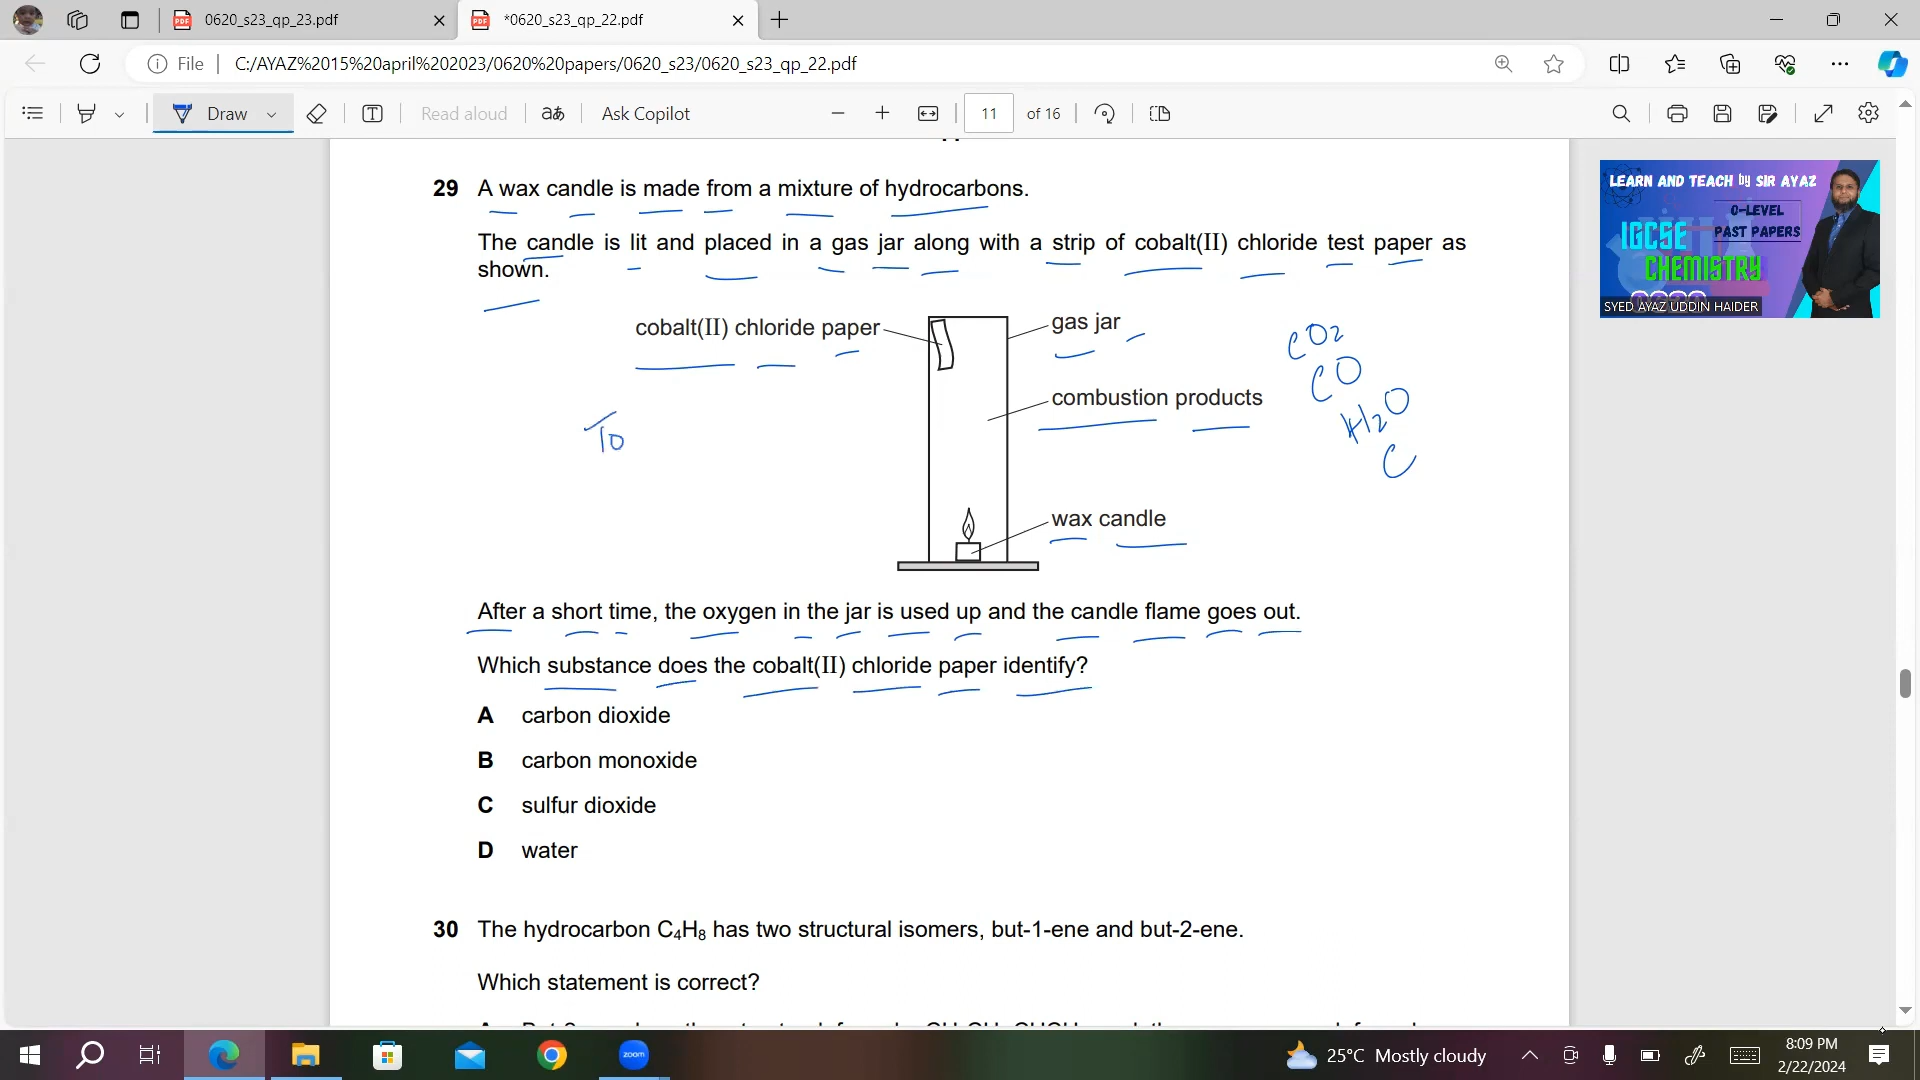 0620_s23_qp_23.pdf
*0620_s23_qp_22.pdf
File
C:/AYAZ%2015%20april%202023/0620%20papers/0620_s23/0620_s23_qp_22.pdf
Draw
Read aloud
aあ
Ask Copilot
11 of 16
29 A wax candle is made from a mixture of hydrocarbons.
The candle is lit and placed in a gas jar along with a strip of cobalt(II) chloride test paper as
shown.
cobalt(II) chloride paper
gas jar
combustion products
wax candle
CO2
CO
H2O
C
To
After a short time, the oxygen in the jar is used up and the candle flame goes out.
Which substance does the cobalt(II) chloride paper identify?
A carbon dioxide
B carbon monoxide
C sulfur dioxide
D water
30 The hydrocarbon C₄H₈ has two structural isomers, but-1-ene and but-2-ene.
Which statement is correct?
LEARN AND TEACH by SIR AYAZ
O-LEVEL
PAST PAPERS
IGCSE
CHEMISTRY
SYED AYAZ UDDIN HAIDER
zoom
25°C Mostly cloudy
8:09 PM
2/22/2024